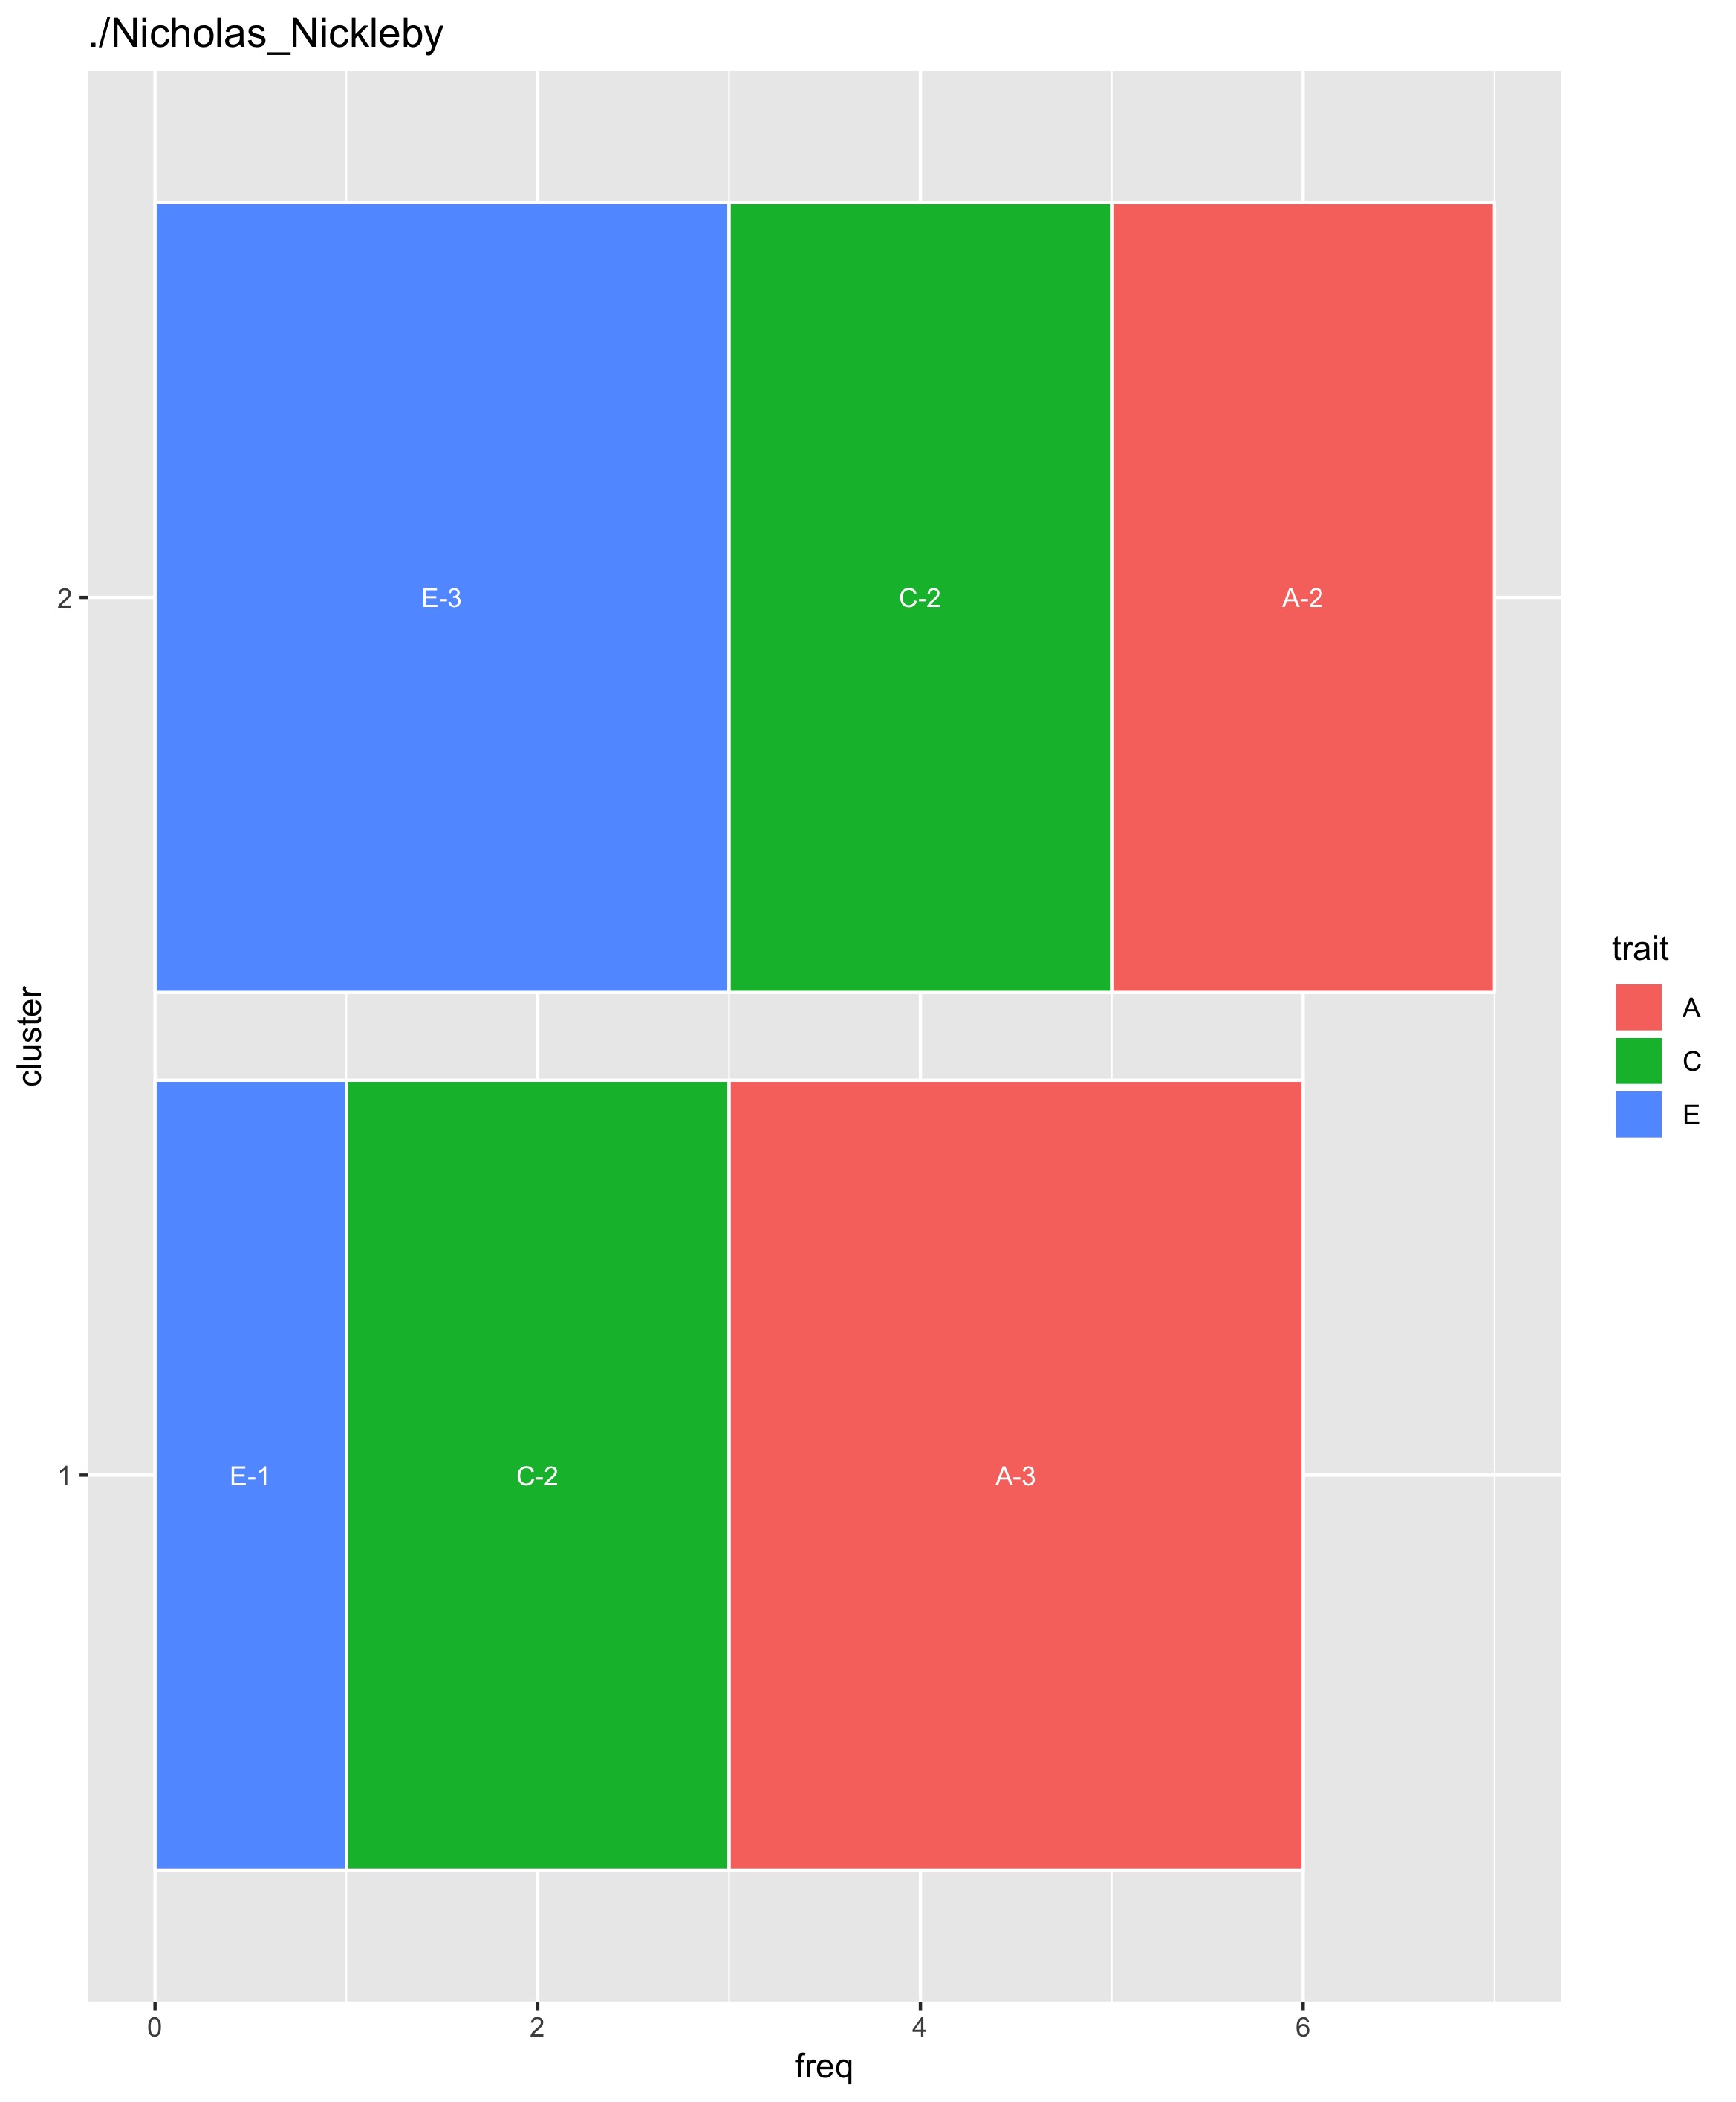 ./Nicholas_Nickleby
2
E-3
C-2
A-2
cluster
trait
A
C
E
1
E-1
C-2
A-3
0
2
4
6
freq